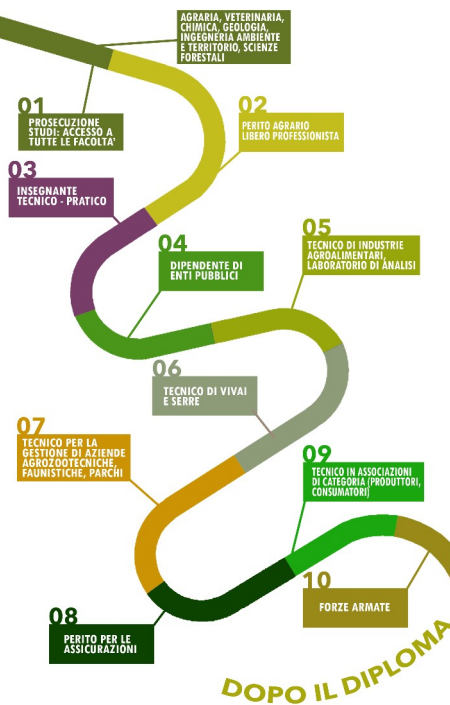 AGRARIA, VETERINARIA,
CHIMICA, GEOLOGIA,
INGEGNERIA AMBIENTE
E TERRITORIO, SCIENZE
FORESTALI
01
PROSECUZIONE
STUDI: ACCESSO A
TUTTE LE FACOLTA'
02
PERITO AGRARIO
LIBERO PROFESSIONISTA
03
INSEGNANTE
TECNICO - PRATICO
04
DIPENDENTE DI
ENTI PUBBLICI
05
TECNICO DI INDUSTRIE
AGROALIMENTARI,
LABORATORIO DI ANALISI
06
TECNICO DI VIVAI
E SERRE
07
TECNICO PER LA
GESTIONE DI AZIENDE
AGROZOOTECNICHE,
FAUNISTICHE, PARCHI
08
PERITO PER LE
ASSICURAZIONI
09
TECNICO IN ASSOCIAZIONI
DI CATEGORIA (PRODUTTORI,
CONSUMATORI)
10
FORZE ARMATE
DOPO IL DIPLOMA